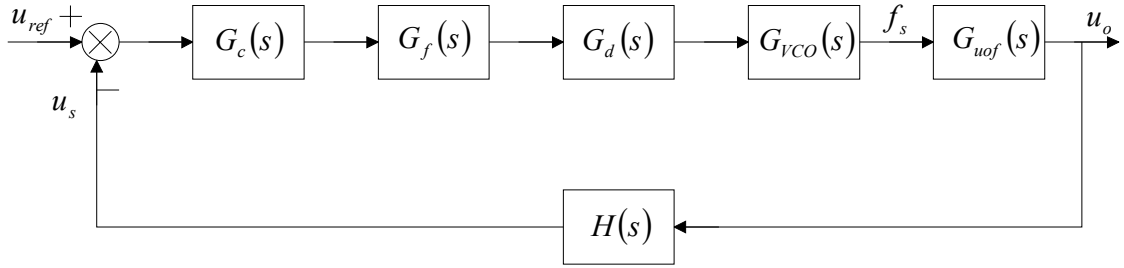 u_ref +
G_c(s)
G_f(s)
G_d(s)
G_VCO(s)
f_s
G_uof(s)
u_o
u_s −
H(s)